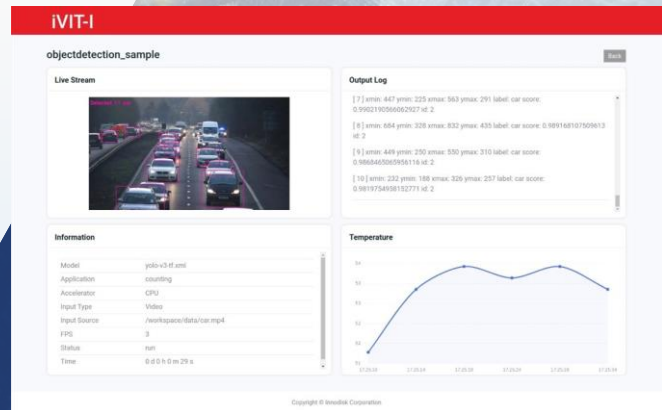 iVIT-I
objectdetection_sample
Back
Live Stream
Output Log
[ 7 ] xmin: 447 ymin: 225 xmax: 563 ymax: 291 label: car score:
0.9902190566062927 id: 2
[ 8 ] xmin: 684 ymin: 328 xmax: 832 ymax: 435 label: car score: 0.989168107509613
id: 2
[ 9 ] xmin: 449 ymin: 250 xmax: 550 ymax: 310 label: car score:
0.9868465065956116 id: 2
[ 10 ] xmin: 232 ymin: 188 xmax: 326 ymax: 257 label: car score:
0.9819754958152771 id: 2
Information
Model yolo-v3-tf.xml
Application counting
Accelerator CPU
Input Type Video
Input Source /workspace/data/car.mp4
FPS 3
Status run
Time 0 d 0 h 0 m 29 s
Temperature
Copyright © Innodisk Corporation